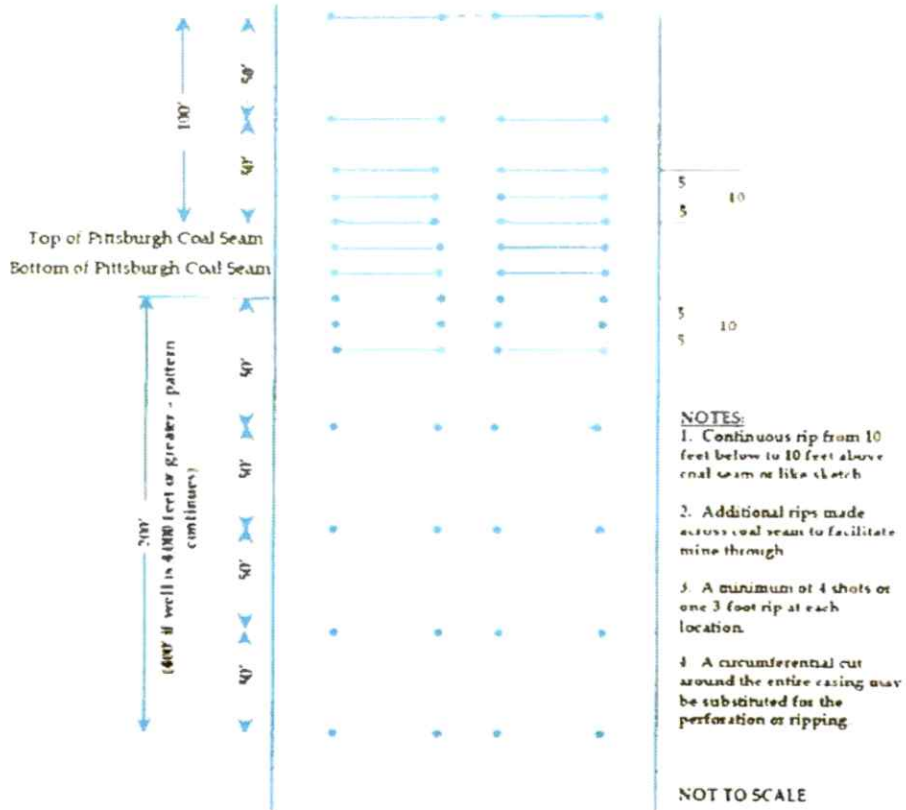 50'
100'
50'
5
10
5
Top of Pittsburgh Coal Seam
Bottom of Pittsburgh Coal Seam
5
10
5
50'
50'
50'
50'
200'
(400' if well is 4000 feet or greater - pattern
continues)
NOTES:
1. Continuous rip from 10
feet below to 10 feet above
coal seam or like sketch
2. Additional rips made
across coal seam to facilitate
mine through
3. A minimum of 4 shots or
one 3 foot rip at each
location.
4 A circumferential cut
around the entire casing may
be substituted for the
perforation or ripping
NOT TO SCALE